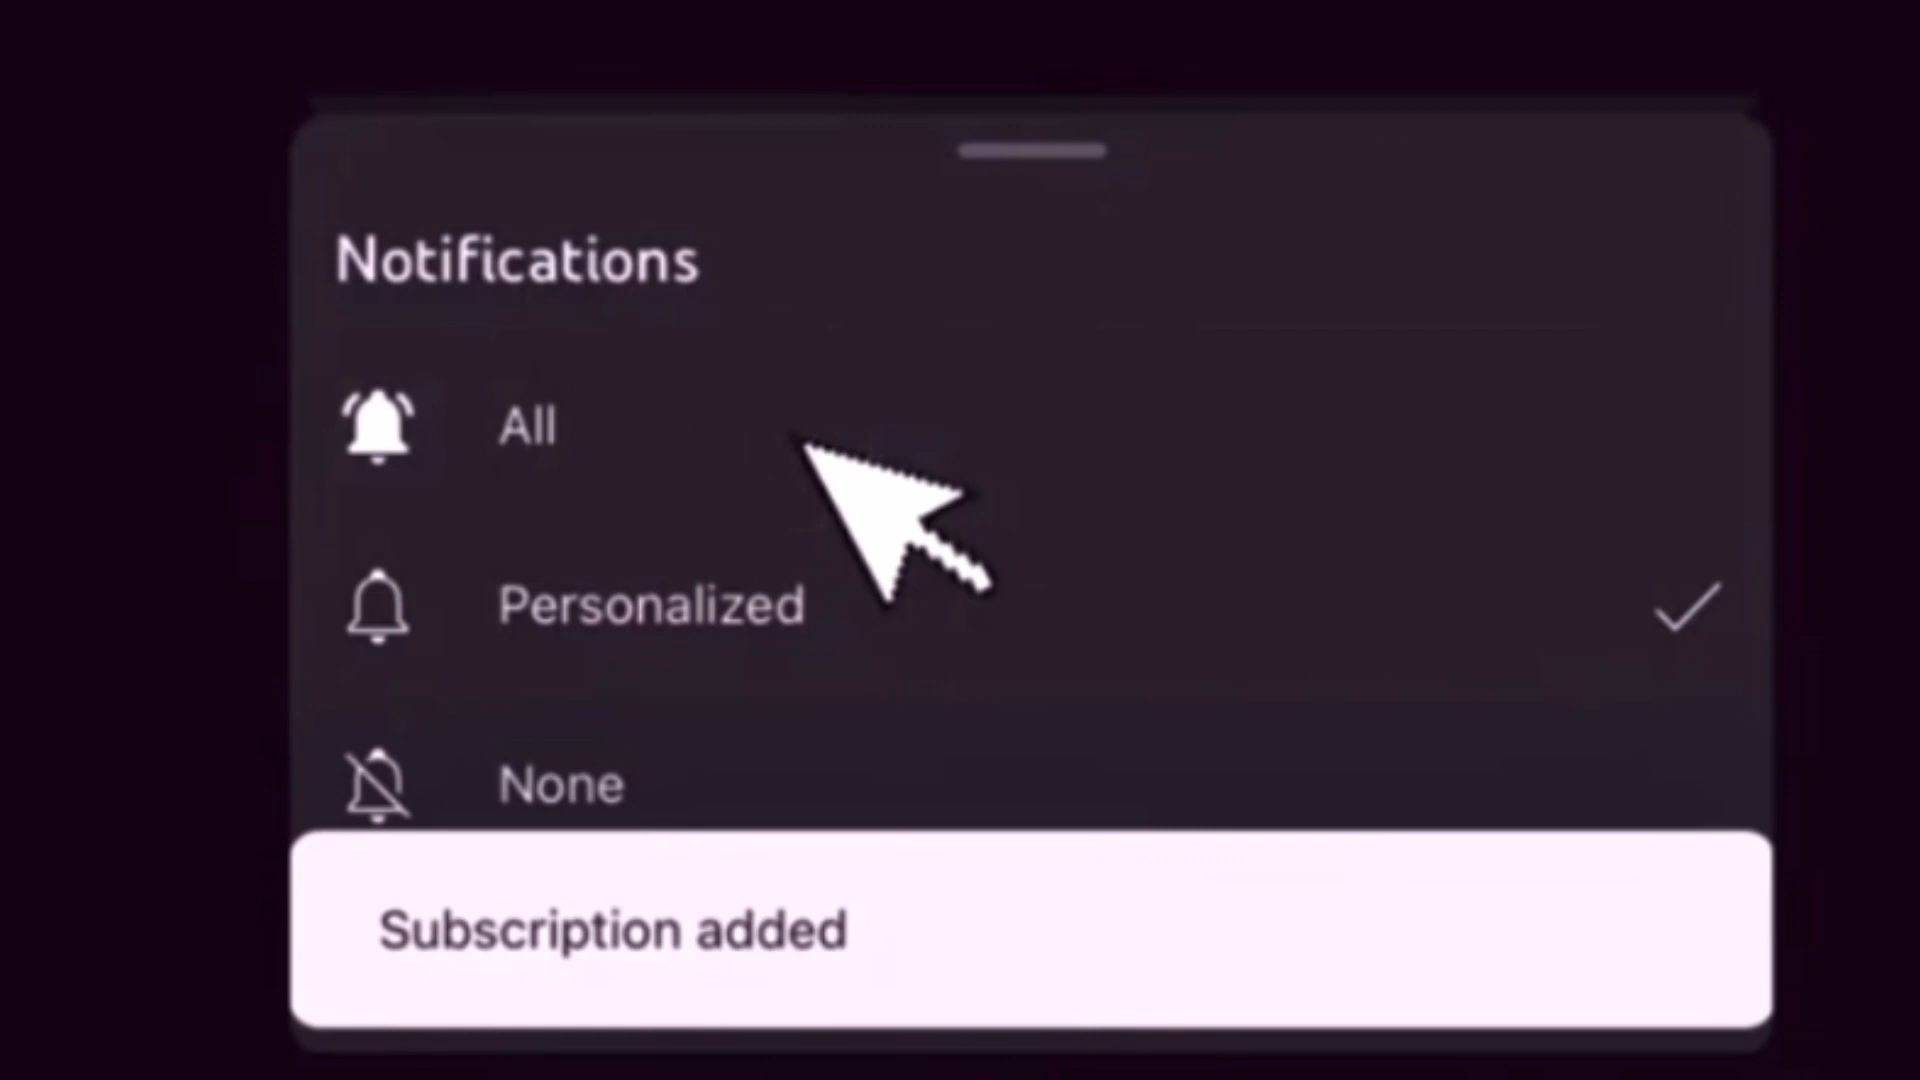 Notifications
All
Personalized
None
Subscription added